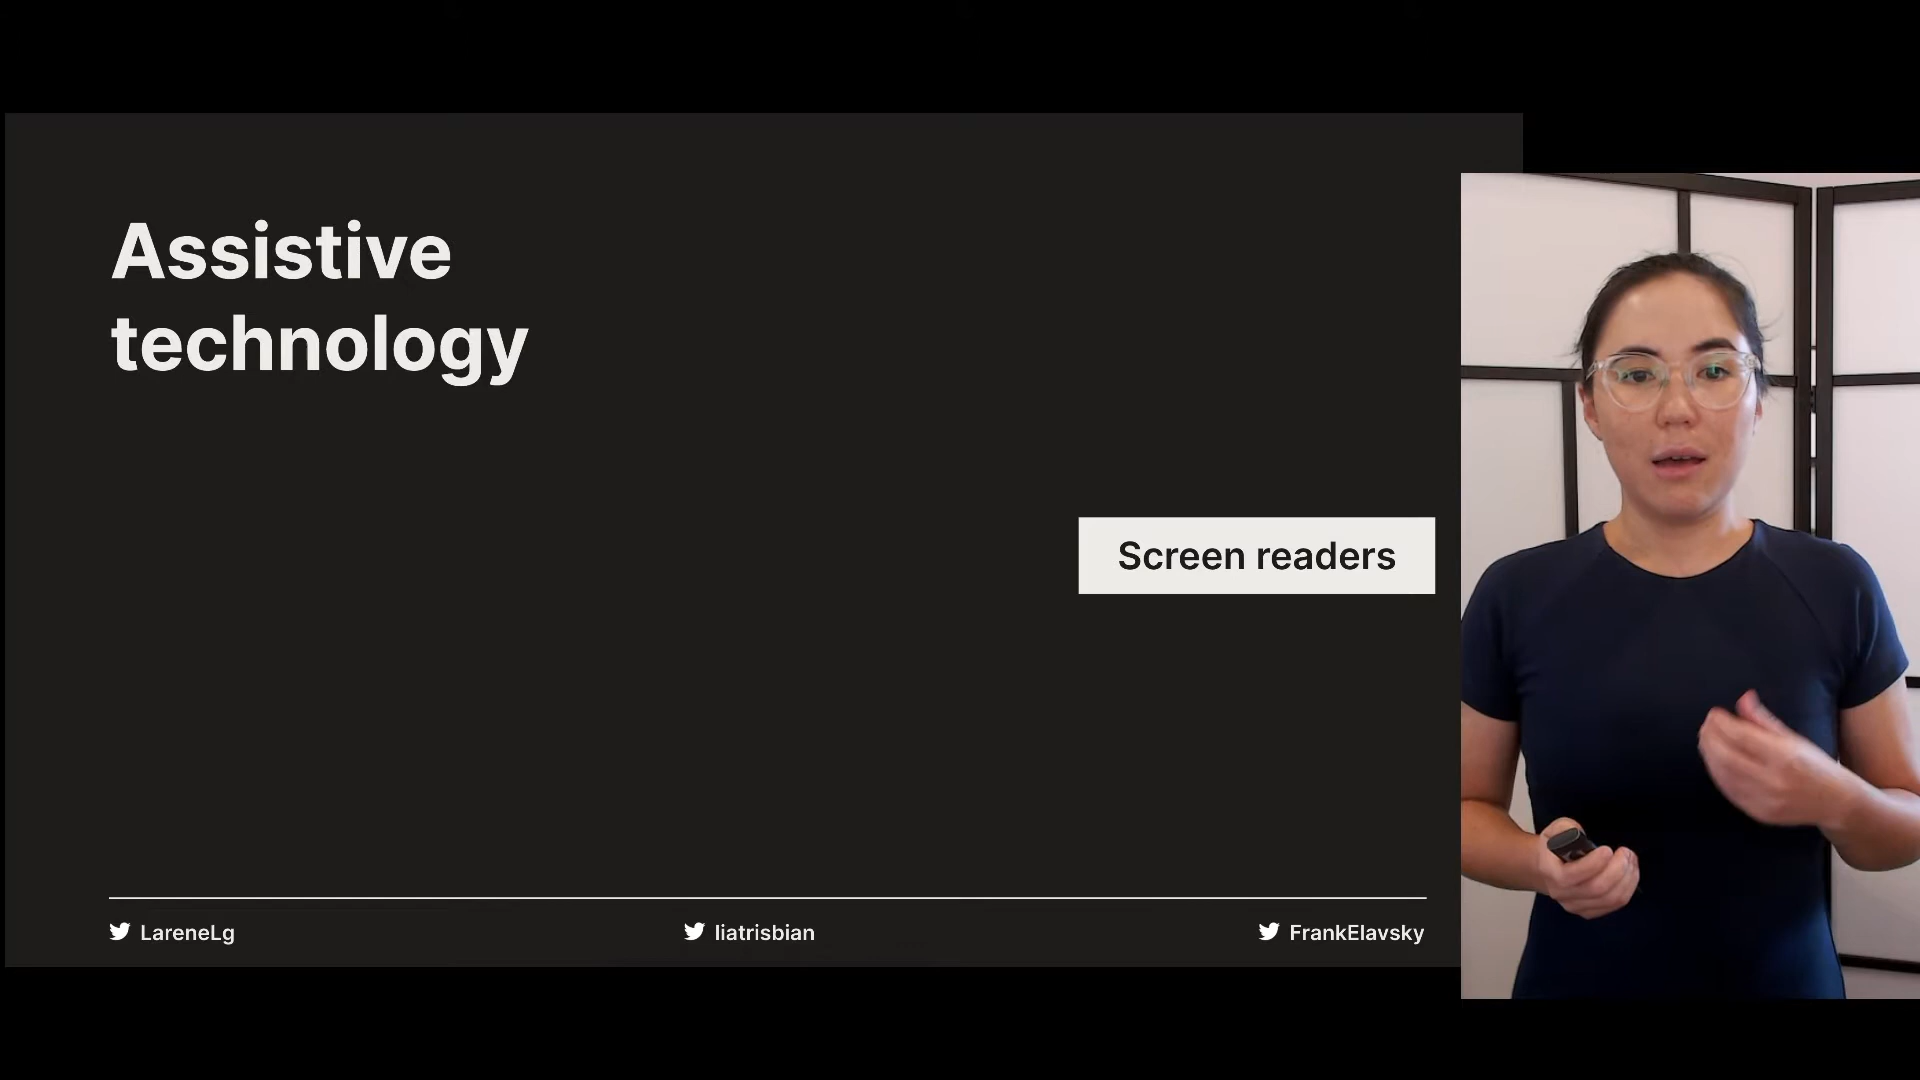 Assistive
technology
Screen readers
LareneLg
liatrisbian
FrankElavsky